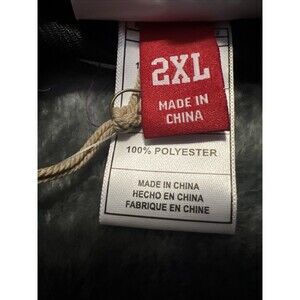 2XL
MADE IN
CHINA
100% POLYESTER
MADE IN CHINA
HECHO EN CHINA
FABRIQUE EN CHINE